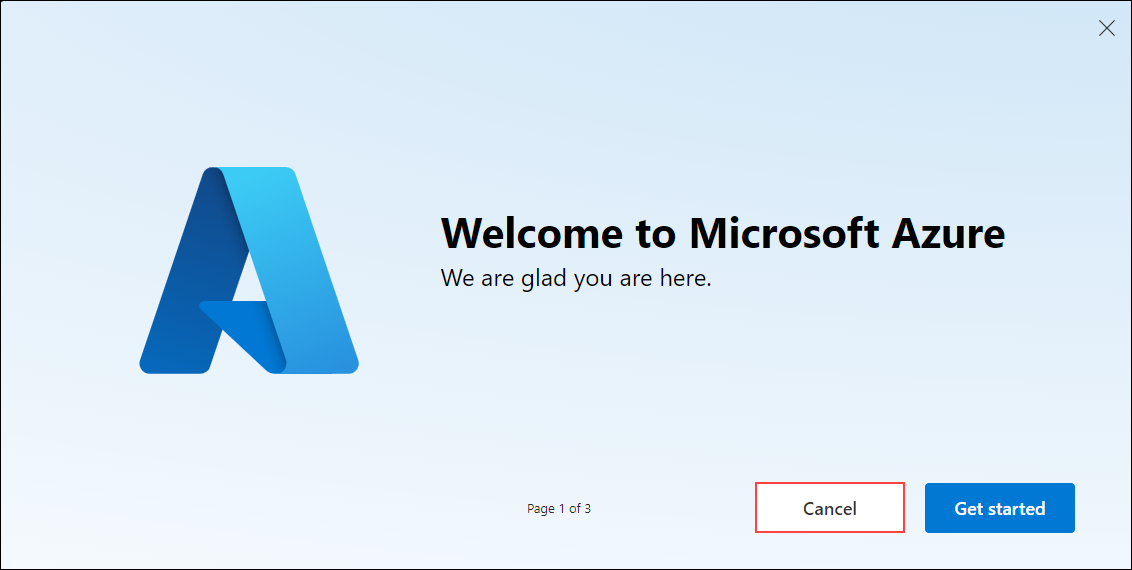 Welcome to Microsoft Azure
We are glad you are here.
Page 1 of 3
Cancel
Get started